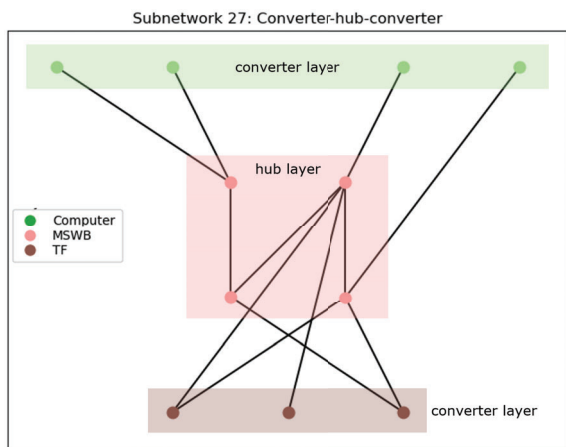 Subnetwork 27: Converter-hub-converter
converter layer
hub layer
Computer
MSWB
TF
converter layer